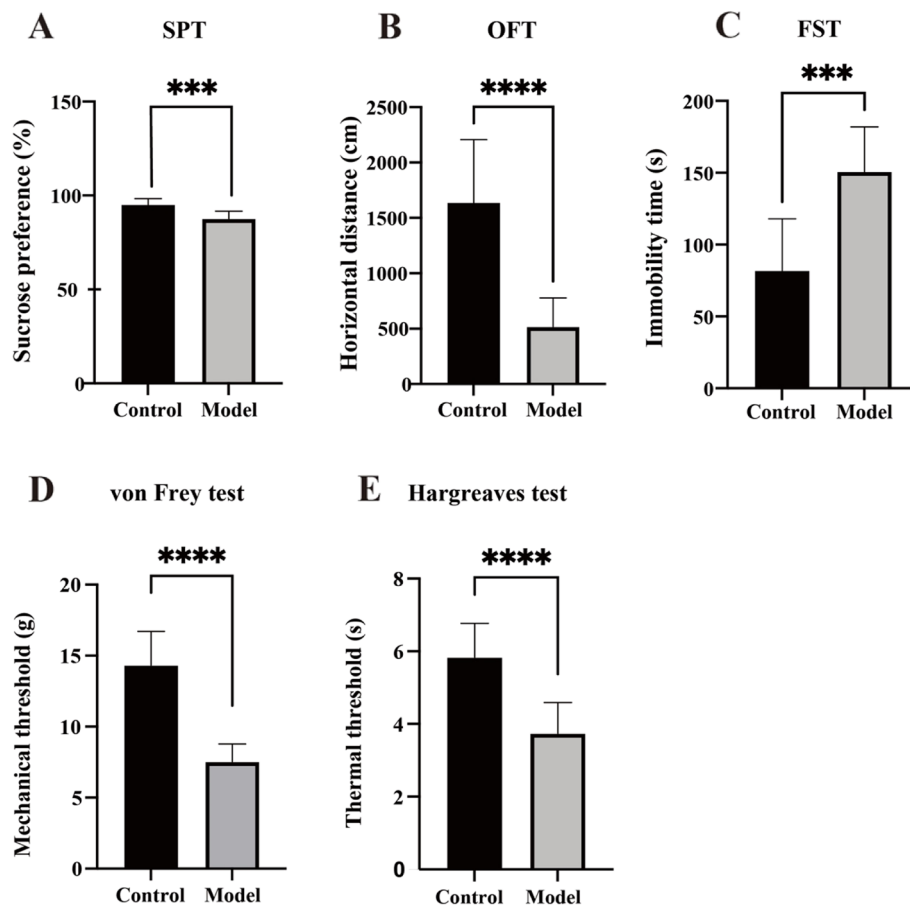 A SPT
***
Sucrose preference (%)
150
100
50
0
Control Model
B OFT
****
Horizontal distance (cm)
2500
2000
1500
1000
500
0
Control Model
C FST
***
Immobility time (s)
200
150
100
50
0
Control Model
D von Frey test
****
Mechanical threshold (g)
20
15
10
5
0
Control Model
E Hargreaves test
****
Thermal threshold (s)
8
6
4
2
0
Control Model